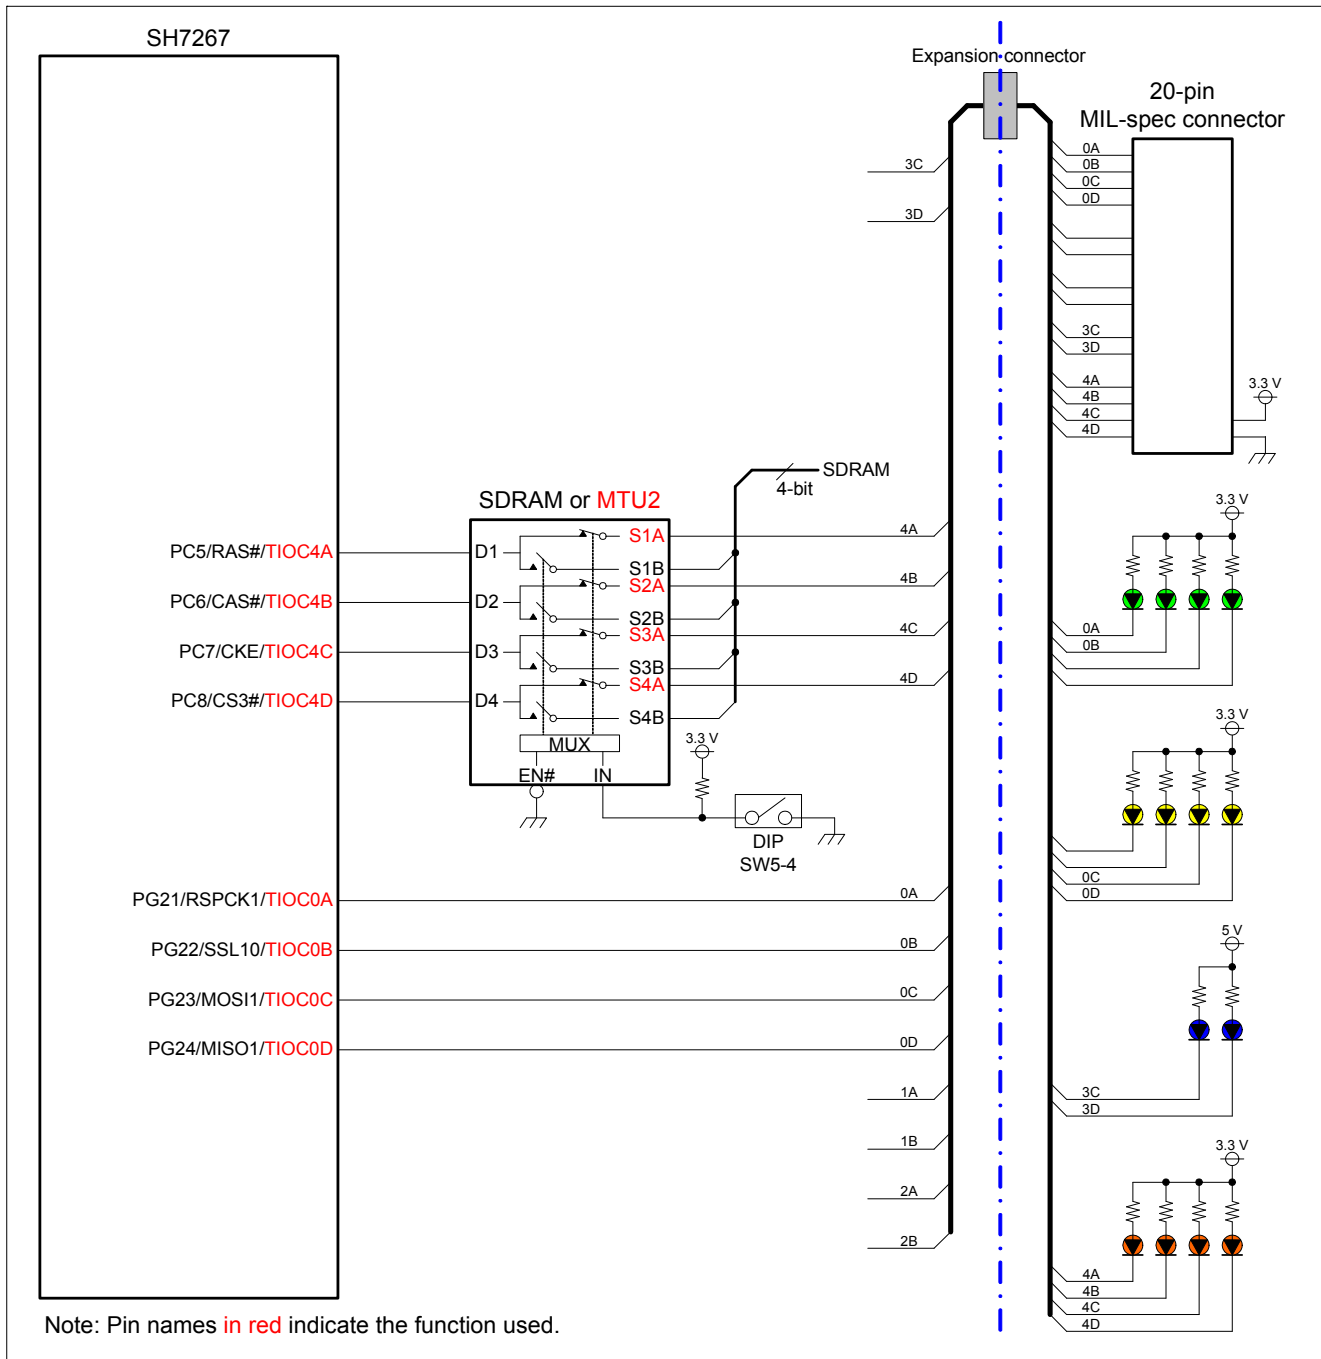 SH7267
Expansion connector
20-pin
MIL-spec connector
0A
0B
0C
0D
3C
3D
3C
3D
4A
4B
4C
4D
3.3 V
SDRAM
4-bit
SDRAM or MTU2
3.3 V
PC5/RAS#/TIOC4A
D1
S1A
4A
S1B
S2A
4B
PC6/CAS#/TIOC4B
D2
S2B
S3A
4C
PC7/CKE/TIOC4C
D3
S3B
S4A
4D
PC8/CS3#/TIOC4D
D4
S4B
0A
0B
MUX
3.3 V
EN#
IN
DIP
SW5-4
3.3 V
0C
0D
PG21/RSPCK1/TIOC0A
0A
PG22/SSL10/TIOC0B
0B
PG23/MOSI1/TIOC0C
0C
PG24/MISO1/TIOC0D
0D
5 V
1A
1B
2A
2B
3C
3D
3.3 V
4A
4B
4C
4D
Note: Pin names in red indicate the function used.